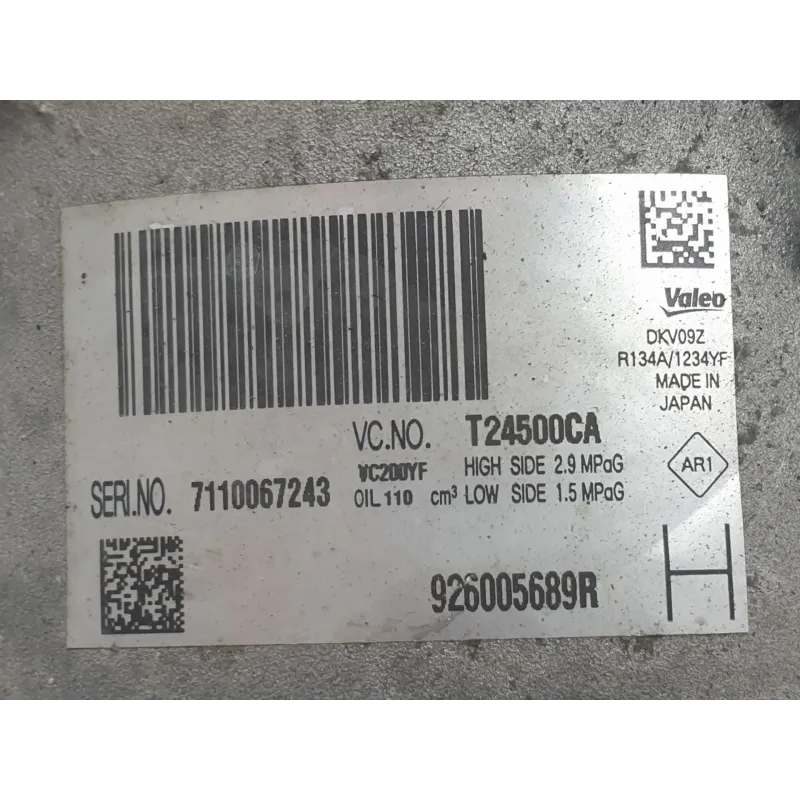 Valeo
DKV09Z
R134A/1234YF
MADE IN
JAPAN
V.C.NO. T24500CA
SERI.NO. 7110067243
VC200YF HIGH SIDE 2.9 MPaG
OIL 110 cm³ LOW SIDE 1.5 MPaG
AR1
926005689R
H